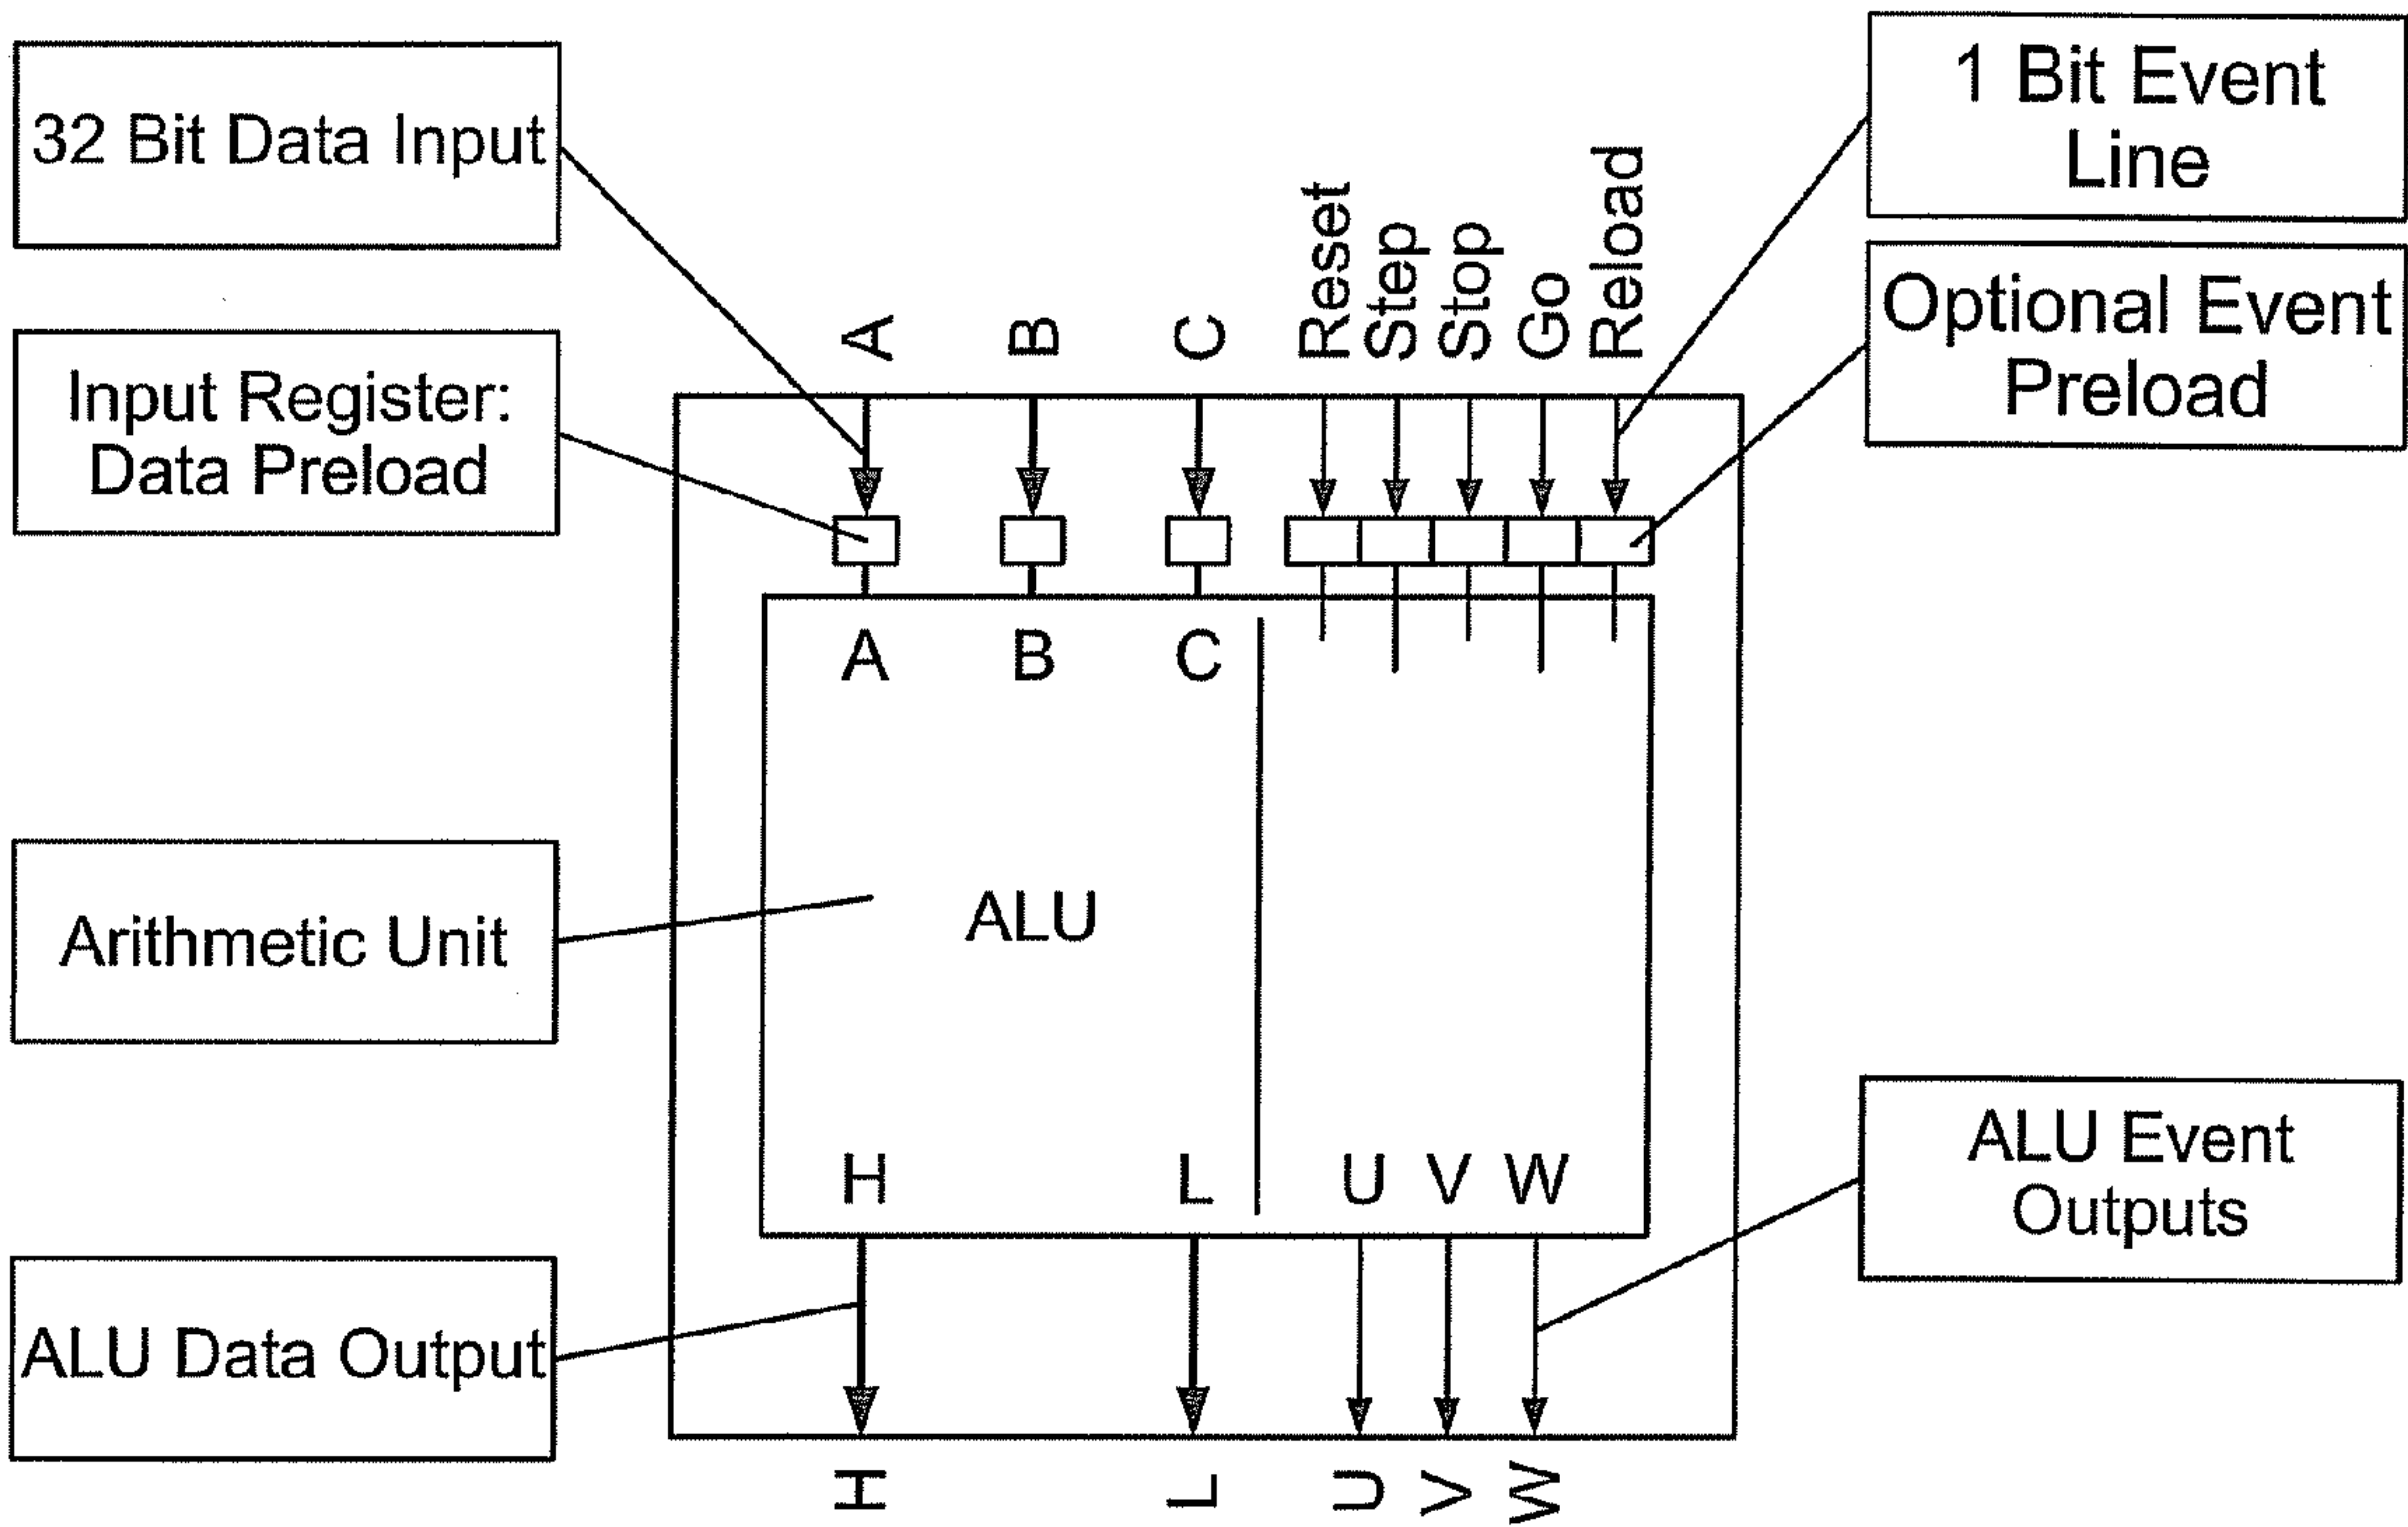 32 Bit Data Input
1 Bit Event
Line
Input Register:
Data Preload
Optional Event
Preload
A
B
C
Reset
Step
Stop
Go
Reload
A B C
Arithmetic Unit
ALU
H L U V W
ALU Event
Outputs
ALU Data Output
H
L
U
V
W